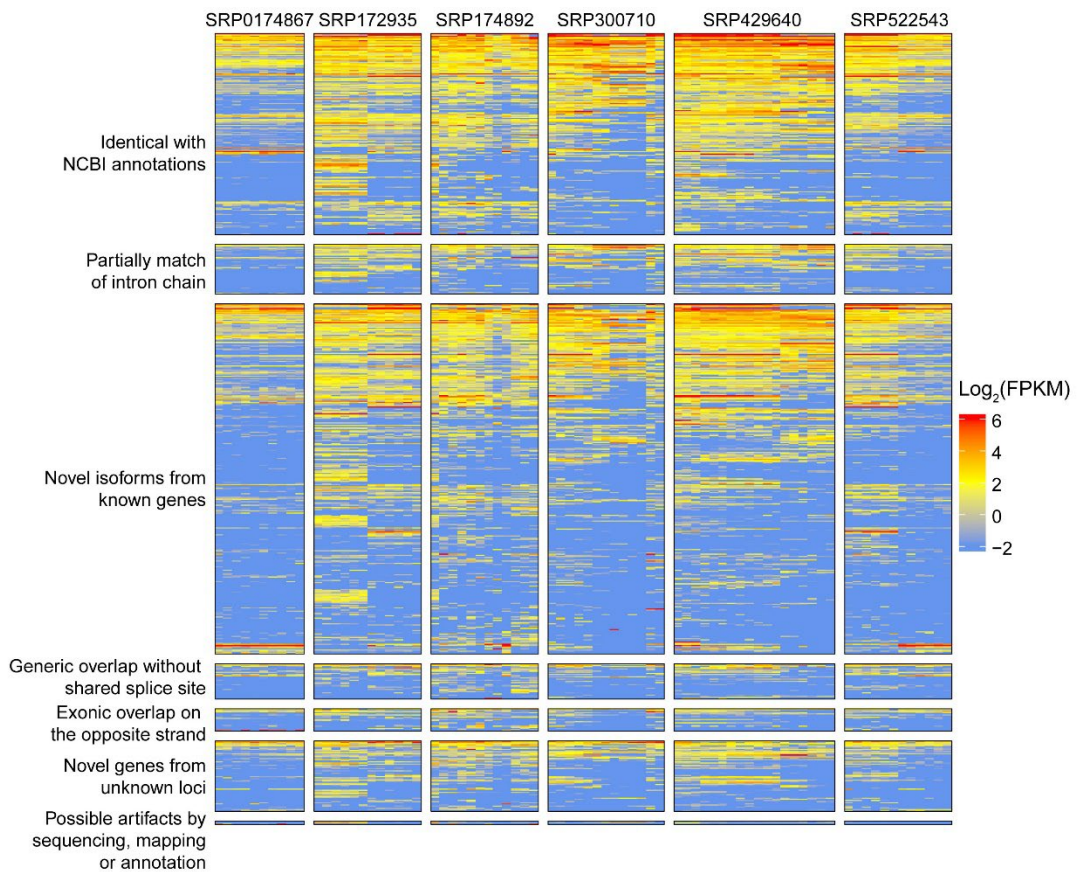 SRP0174867 SRP172935 SRP174892 SRP300710 SRP429640 SRP522543
Identical with
NCBI annotations
Partially match
of intron chain
Novel isoforms from
known genes
Generic overlap without
shared splice site
Exonic overlap on
the opposite strand
Novel genes from
unknown loci
Possible artifacts by
sequencing, mapping
or annotation
Log₂(FPKM)
6
4
2
0
−2